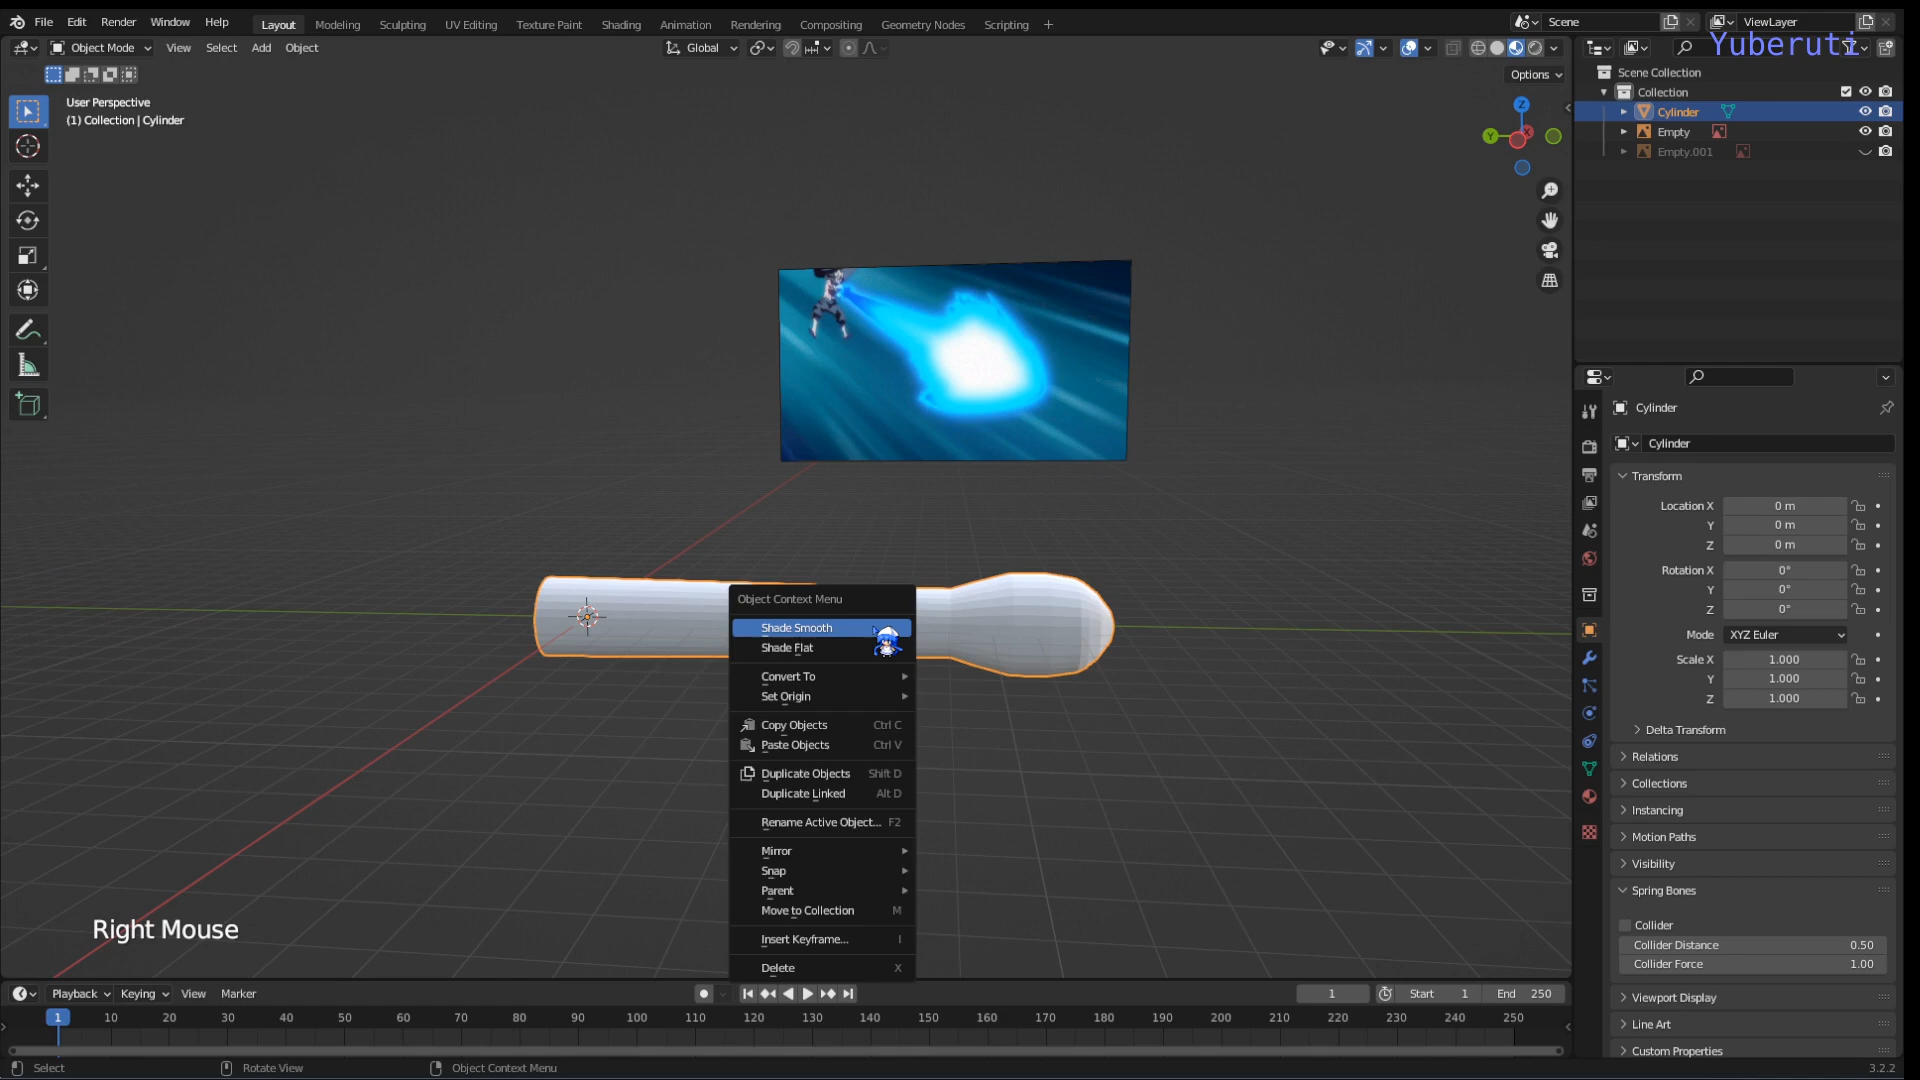 File Edit Render Window Help Layout Modeling Sculpting UV Editing Texture Paint Shading Animation Rendering Compositing Geometry Nodes Scripting + Scene ViewLayer
Object Mode View Select Add Object Global Yuberuti
Options
User Perspective
(1) Collection | Cylinder
Scene Collection
Collection
Cylinder
Empty
Empty.001
Z
Y
X
Object Context Menu
Shade Smooth
Shade Flat
Convert To
Set Origin
Copy Objects Ctrl C
Paste Objects Ctrl V
Duplicate Objects Shift D
Duplicate Linked Alt D
Rename Active Object... F2
Mirror
Snap
Parent
Move to Collection M
Insert Keyframe... I
Delete X
Right Mouse
Cylinder
Cylinder
Transform
Location X 0 m
Y 0 m
Z 0 m
Rotation X 0°
Y 0°
Z 0°
Mode XYZ Euler
Scale X 1.000
Y 1.000
Z 1.000
Delta Transform
Relations
Collections
Instancing
Motion Paths
Visibility
Spring Bones
Collider
Collider Distance 0.50
Collider Force 1.00
Viewport Display
Line Art
Custom Properties
Playback Keying View Marker 1 Start 1 End 250
1 10 20 30 40 50 60 70 80 90 100 110 120 130 140 150 160 170 180 190 200 210 220 230 240 250
Select Rotate View Object Context Menu 3.2.2